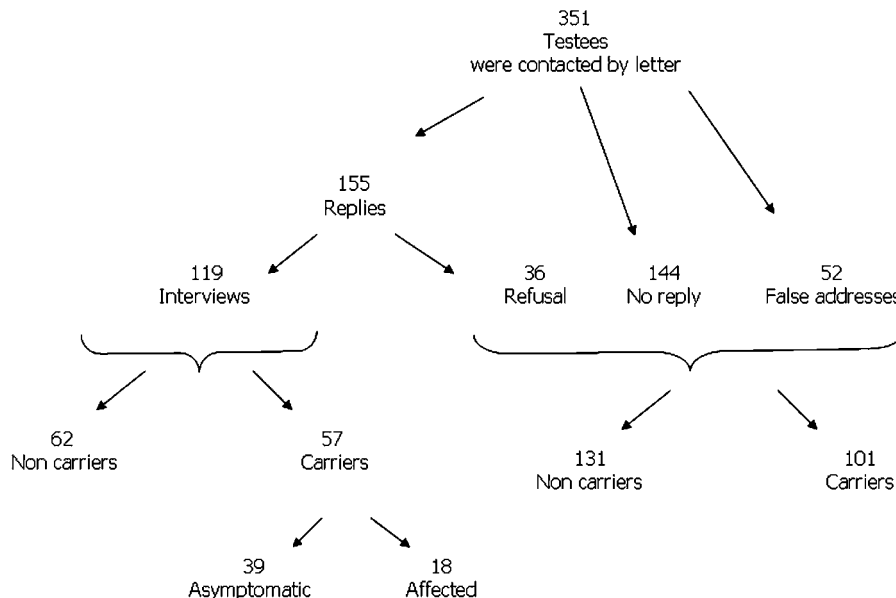 351
Testees
were contacted by letter
155
Replies
119
Interviews
36
Refusal
144
No reply
52
False addresses
62
Non carriers
57
Carriers
131
Non carriers
101
Carriers
39
Asymptomatic
18
Affected